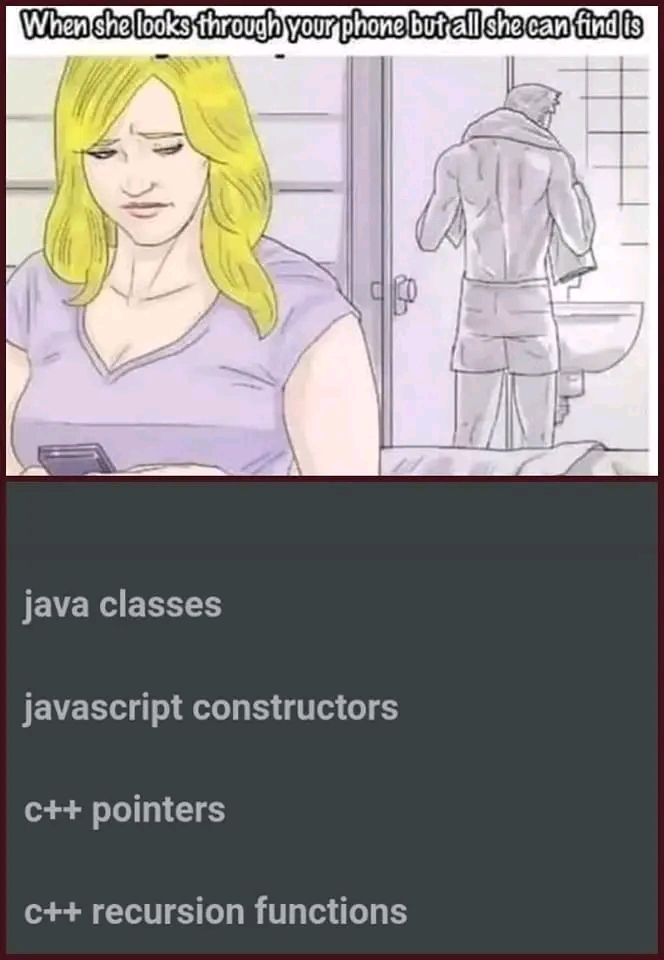 When she looks through your phone but all she can find is
java classes
javascript constructors
c++ pointers
c++ recursion functions